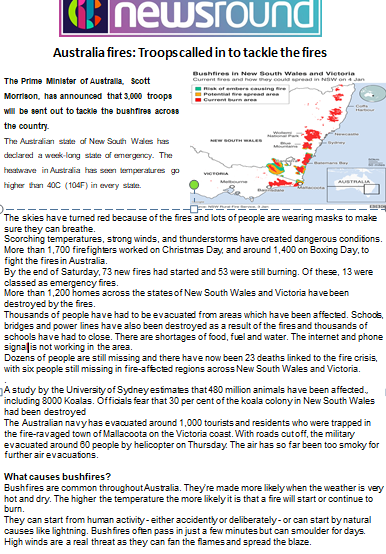 newsround
Australia fires: Troops called in to tackle the fires
The Prime Minister of Australia, Scott
Morrison, has announced that 3,000 troops
will be sent out to tackle the bushfires across
the country.
The Australian state of New South Wales has
declared a week-long state of emergency. The
heatwave in Australia has seen temperatures go
higher than 40C (104F) in every state.
Bushfires in New South Wales and Victoria
Current fires and how they could spread in NSW on 4 Jan
Risk of embers causing fire
Potential fire spread area
Current burn area
Coffs
Harbour
Wollemi
National Park
Newcastle
NEW SOUTH WALES
Blue
Mountains
Sydney
Batemans Bay
VICTORIA
Melbourne
Mallacoota
Bairnsdale
AUSTRALIA
The skies have turned red because of the fires and lots of people are wearing masks to make
sure they can breathe.
Scorching temperatures, strong winds, and thunderstorms have created dangerous conditions.
More than 1,700 firefighters worked on Christmas Day, and around 1,400 on Boxing Day, to
fight the fires in Australia.
By the end of Saturday, 73 new fires had started and 53 were still burning. Of these, 13 were
classed as emergency fires.
More than 1,200 homes across the states of New South Wales and Victoria have been
destroyed by the fires.
Thousands of people have had to be evacuated from areas which have been affected. Schools,
bridges and power lines have also been destroyed as a result of the fires and thousands of
schools have had to close. There are shortages of food, fuel and water. The internet and phone
signal is not working in the area.
Dozens of people are still missing and there have now been 23 deaths linked to the fire crisis,
with six people still missing in fire-affected regions across New South Wales and Victoria.
.
A study by the University of Sydney estimates that 480 million animals have been affected.,
including 8000 Koalas. Officials fear that 30 per cent of the koala colony in New South Wales
had been destroyed
The Australian navy has evacuated around 1,000 tourists and residents who were trapped in
the fire-ravaged town of Mallacoota on the Victoria coast. With roads cut off, the military
evacuated around 60 people by helicopter on Thursday. The air has so far been too smoky for
further air evacuations.
What causes bushfires?
Bushfires are common throughout Australia. They're made more likely when the weather is very
hot and dry. The higher the temperature the more likely it is that a fire will start or continue to
burn.
They can start from human activity - either accidently or deliberately - or can start by natural
causes like lightning. Bushfires often pass in just a few minutes but can smoulder for days.
High winds are a real threat as they can fan the flames and spread the blaze.